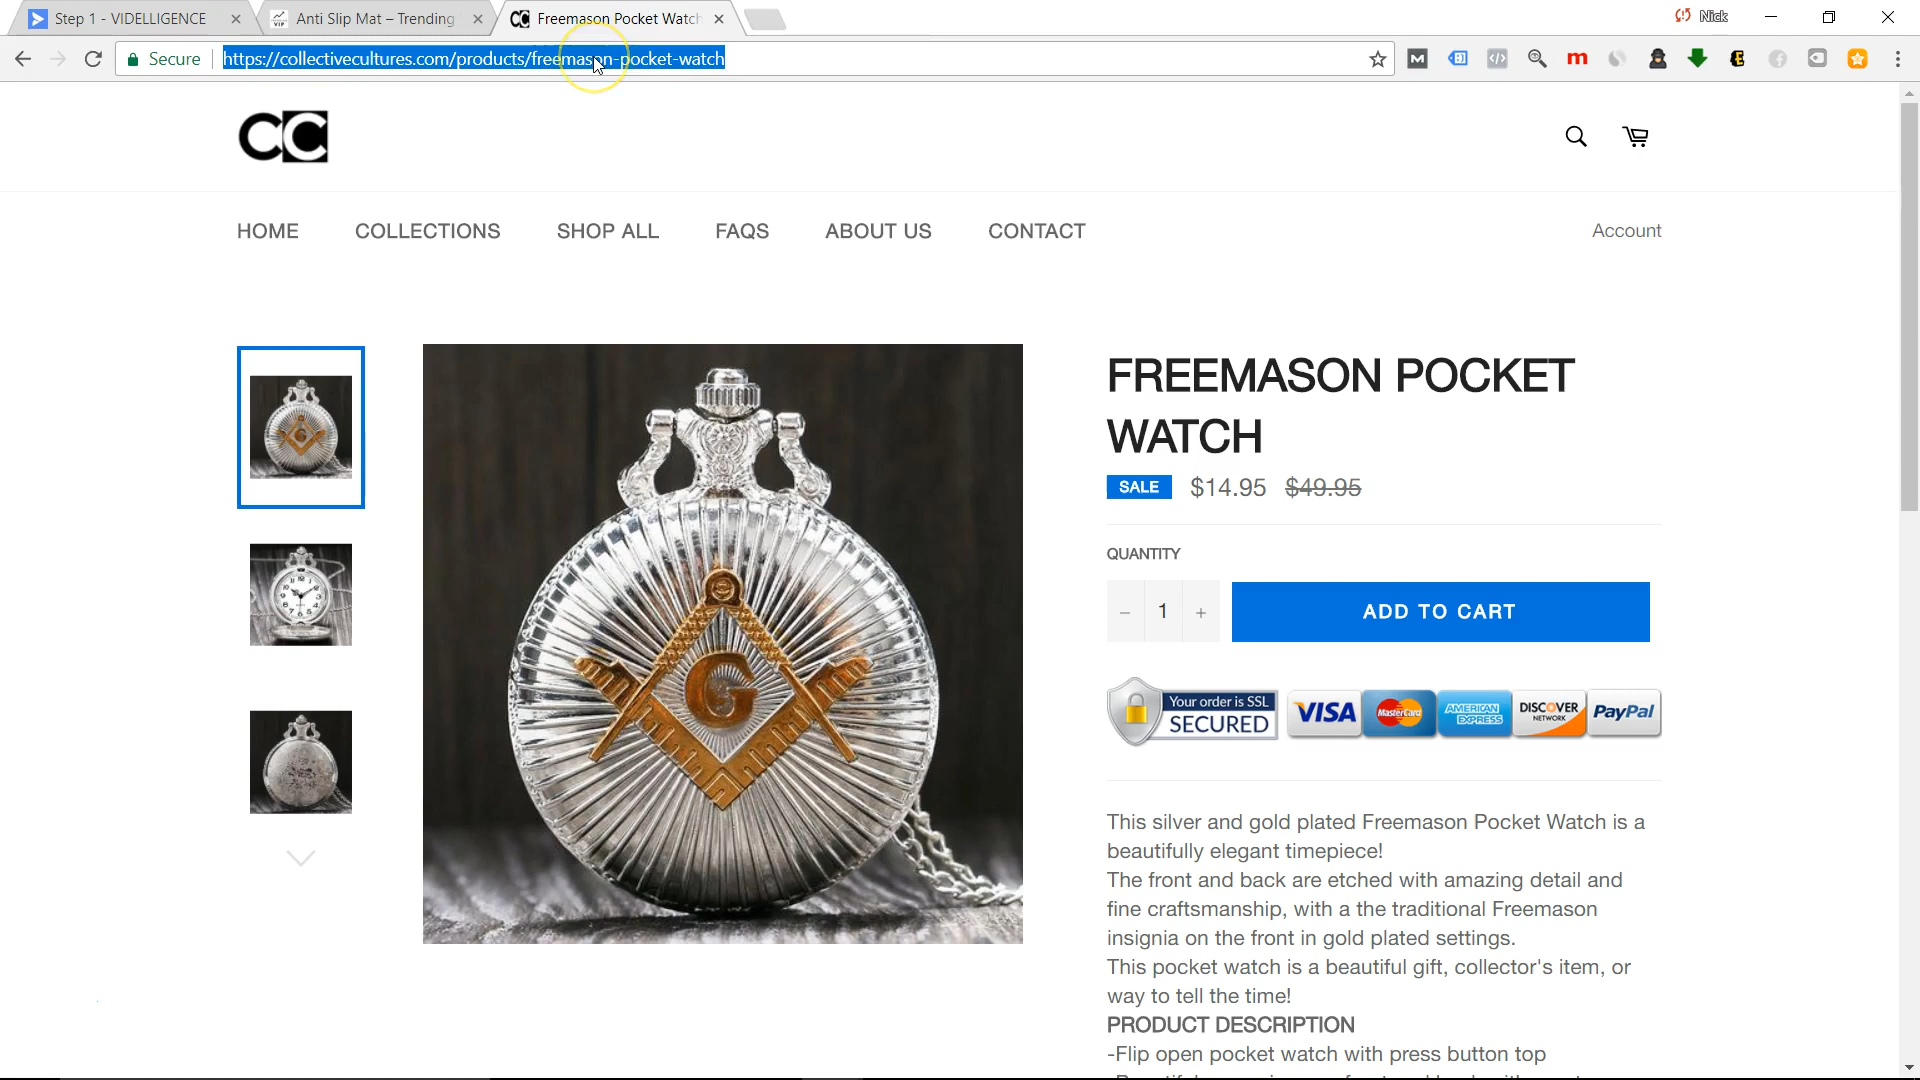 Step 1 - VIDELLIGENCE
Anti Slip Mat – Trending
Freemason Pocket Watch
Nick
Secure
https://collectivecultures.com/products/freemason-pocket-watch
CC
HOME
COLLECTIONS
SHOP ALL
FAQS
ABOUT US
CONTACT
Account
FREEMASON POCKET
WATCH
SALE $14.95 $49.95
QUANTITY
− 1 +
ADD TO CART
Your order is SSL
SECURED
VISA
MasterCard
AMERICAN
EXPRESS
DISCOVER
NETWORK
PayPal
G
This silver and gold plated Freemason Pocket Watch is a
beautifully elegant timepiece!
The front and back are etched with amazing detail and
fine craftsmanship, with a the traditional Freemason
insignia on the front in gold plated settings.
This pocket watch is a beautiful gift, collector's item, or
way to tell the time!
PRODUCT DESCRIPTION
-Flip open pocket watch with press button top